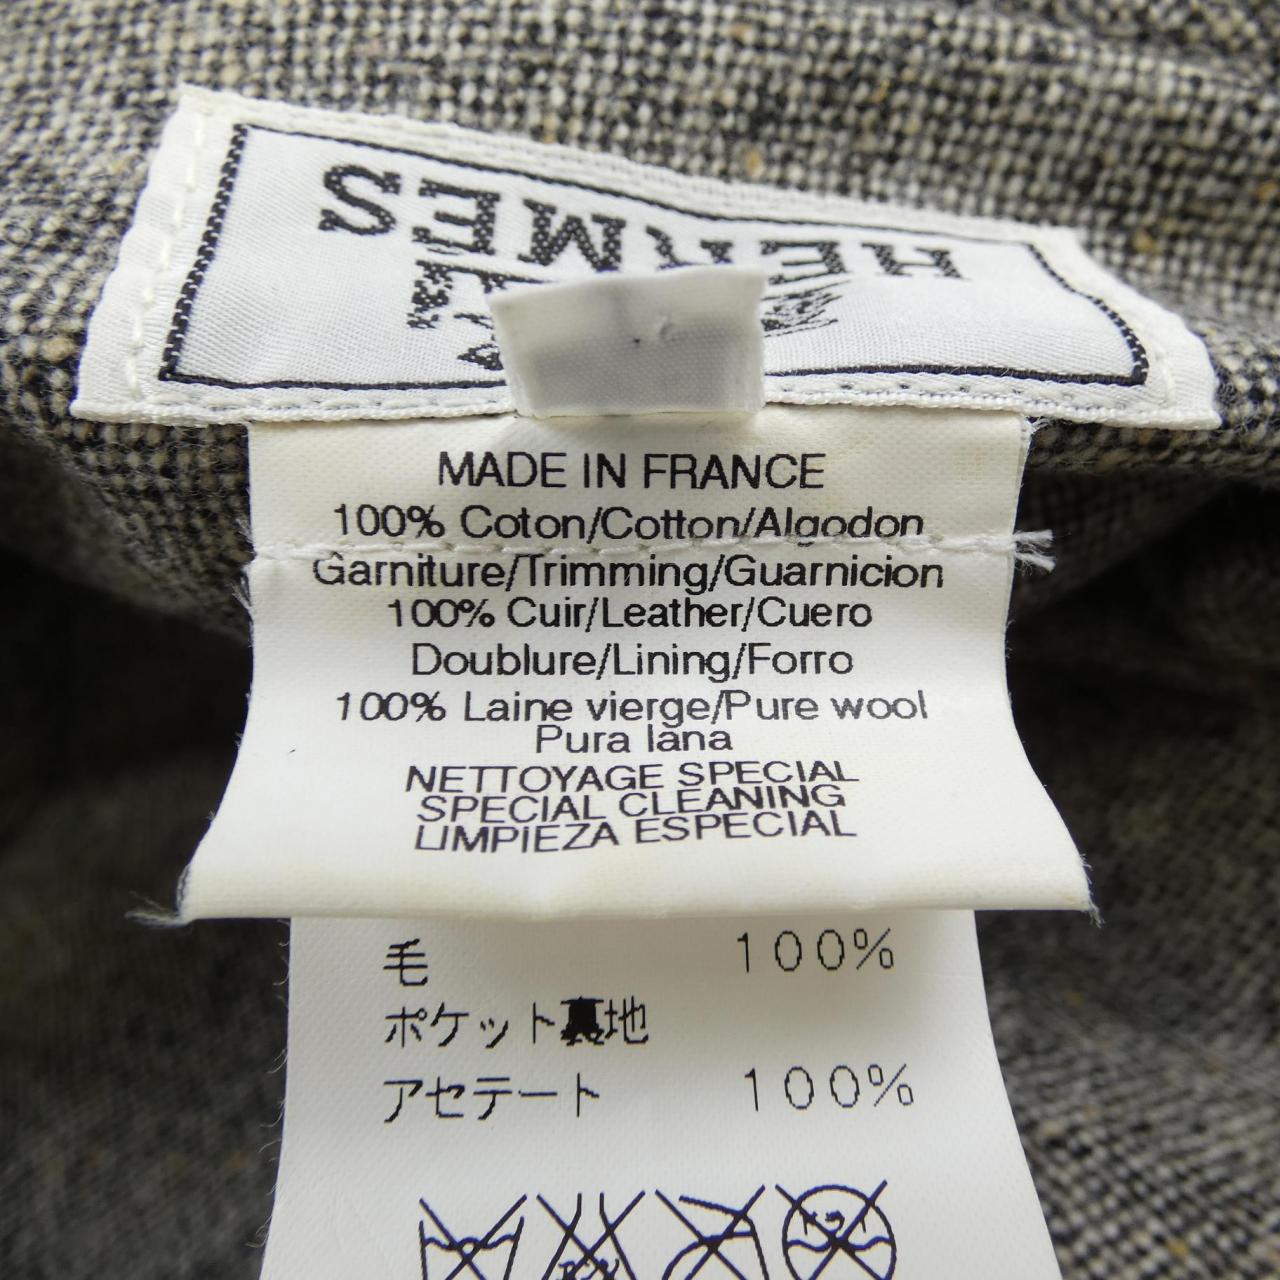 HERMES
MADE IN FRANCE
100% Coton/Cotton/Algodon
Garniture/Trimming/Guarnicion
100% Cuir/Leather/Cuero
Doublure/Lining/Forro
100% Laine vierge/Pure wool
Pura lana
NETTOYAGE SPECIAL
SPECIAL CLEANING
LIMPIEZA ESPECIAL
毛 100%
ポケット裏地
アセテート 100%